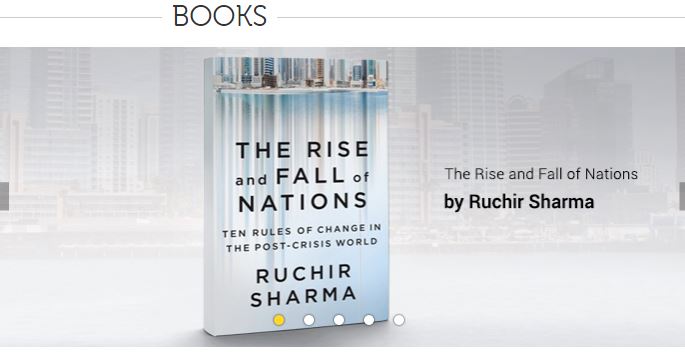 BOOKS
THE RISE
and FALL of
NATIONS
TEN RULES OF CHANGE IN
THE POST-CRISIS WORLD
RUCHIR
SHARMA
The Rise and Fall of Nations
by Ruchir Sharma